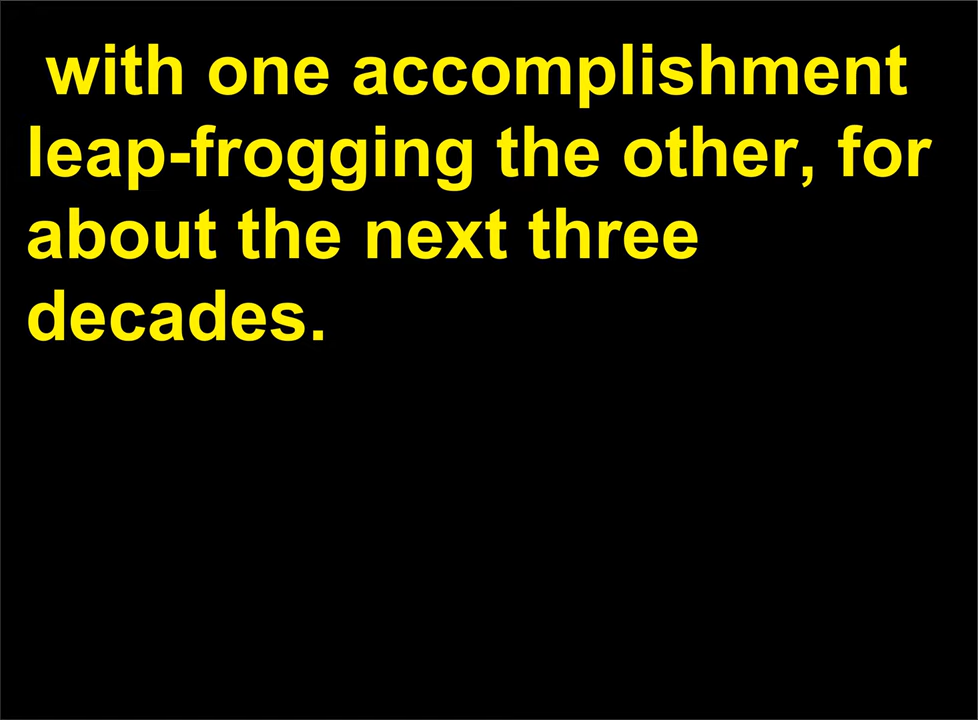 with one accomplishment
leap-frogging the other, for
about the next three
decades.